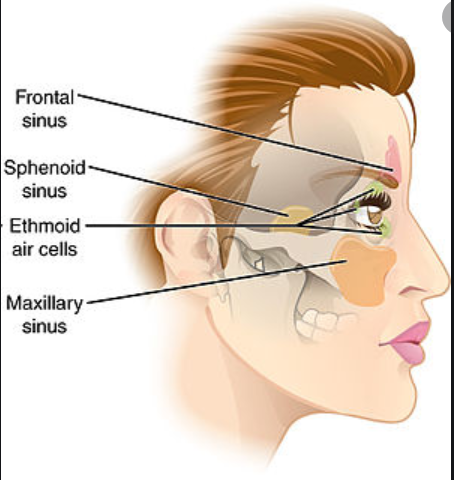 Frontal
sinus
Sphenoid
sinus
Ethmoid
air cells
Maxillary
sinus